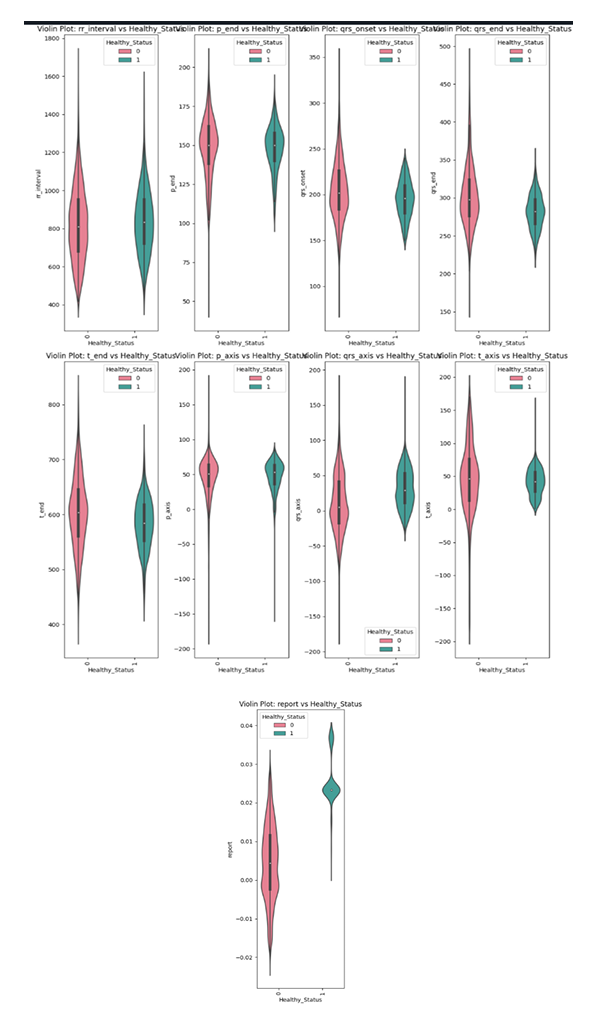 Violin Plot: rr_interval vs Healthy_Status
Healthy_Status
0
1
1800
1600
1400
1200
1000
800
600
400
rr_interval
0
1
Healthy_Status
Violin Plot: p_end vs Healthy_Status
Healthy_Status
0
1
200
175
150
125
100
75
50
p_end
0
1
Healthy_Status
Violin Plot: qrs_onset vs Healthy_Status
Healthy_Status
0
1
350
300
250
200
150
100
qrs_onset
0
1
Healthy_Status
Violin Plot: qrs_end vs Healthy_Status
Healthy_Status
0
1
500
450
400
350
300
250
200
150
qrs_end
0
1
Healthy_Status
Violin Plot: t_end vs Healthy_Status
Healthy_Status
0
1
800
700
600
500
400
t_end
0
1
Healthy_Status
Violin Plot: p_axis vs Healthy_Status
Healthy_Status
0
1
200
150
100
50
0
−50
−100
−150
−200
p_axis
0
1
Healthy_Status
Violin Plot: qrs_axis vs Healthy_Status
200
150
100
50
0
−50
−100
−150
−200
qrs_axis
Healthy_Status
0
1
0
1
Healthy_Status
Violin Plot: t_axis vs Healthy_Status
Healthy_Status
0
1
200
150
100
50
0
−50
−100
−150
−200
t_axis
0
1
Healthy_Status
Violin Plot: report vs Healthy_Status
Healthy_Status
0
1
0.04
0.03
0.02
0.01
0.00
−0.01
−0.02
report
0
1
Healthy_Status